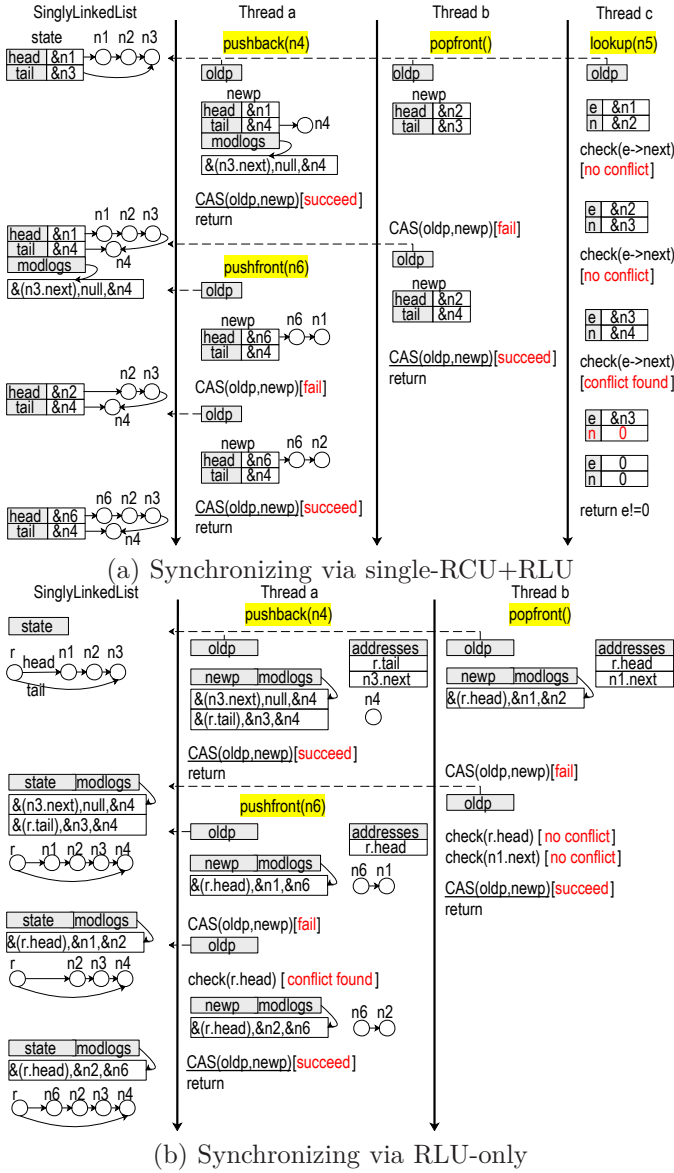 SinglyLinkedList
Thread a
Thread b
Thread c
state
n1 n2 n3
head &n1
tail &n3
pushback(n4)
popfront()
lookup(n5)
oldp
oldp
oldp
newp
head &n1
tail &n4
n4
modlogs
&(n3.next),null,&n4
newp
head &n2
tail &n3
e &n1
n &n2
check(e->next)
[no conflict]
CAS(oldp,newp)[succeed]
return
e &n2
n &n3
n1 n2 n3
head &n1
tail &n4
modlogs
n4
&(n3.next),null,&n4
CAS(oldp,newp)[fail]
oldp
check(e->next)
[no conflict]
pushfront(n6)
oldp
newp
head &n2
tail &n4
e &n3
n &n4
newp
n6 n1
head &n6
tail &n4
CAS(oldp,newp)[succeed]
return
check(e->next)
[conflict found]
n2 n3
head &n2
tail &n4
n4
CAS(oldp,newp)[fail]
oldp
e &n3
n 0
newp
n6 n2
head &n6
tail &n4
e 0
n 0
n6 n2 n3
head &n6
tail &n4
n4
CAS(oldp,newp)[succeed]
return
return e!=0
(a) Synchronizing via single-RCU+RLU
SinglyLinkedList
Thread a
Thread b
pushback(n4)
popfront()
state
r head n1 n2 n3
tail
oldp
addresses
r.tail
n3.next
oldp
addresses
r.head
n1.next
newp modlogs
&(n3.next),null,&n4
&(r.tail),&n3,&n4
n4
newp modlogs
&(r.head),&n1,&n2
CAS(oldp,newp)[succeed]
return
CAS(oldp,newp)[fail]
oldp
state modlogs
&(n3.next),null,&n4
&(r.tail),&n3,&n4
r n1 n2 n3 n4
pushfront(n6)
oldp
addresses
r.head
check(r.head) [no conflict]
check(n1.next) [no conflict]
newp modlogs
&(r.head),&n1,&n6
n6 n1
CAS(oldp,newp)[succeed]
return
state modlogs
&(r.head),&n1,&n2
r n2 n3 n4
CAS(oldp,newp)[fail]
oldp
check(r.head) [conflict found]
newp modlogs
&(r.head),&n2,&n6
n6 n2
state modlogs
&(r.head),&n2,&n6
r n6 n2 n3 n4
CAS(oldp,newp)[succeed]
return
(b) Synchronizing via RLU-only